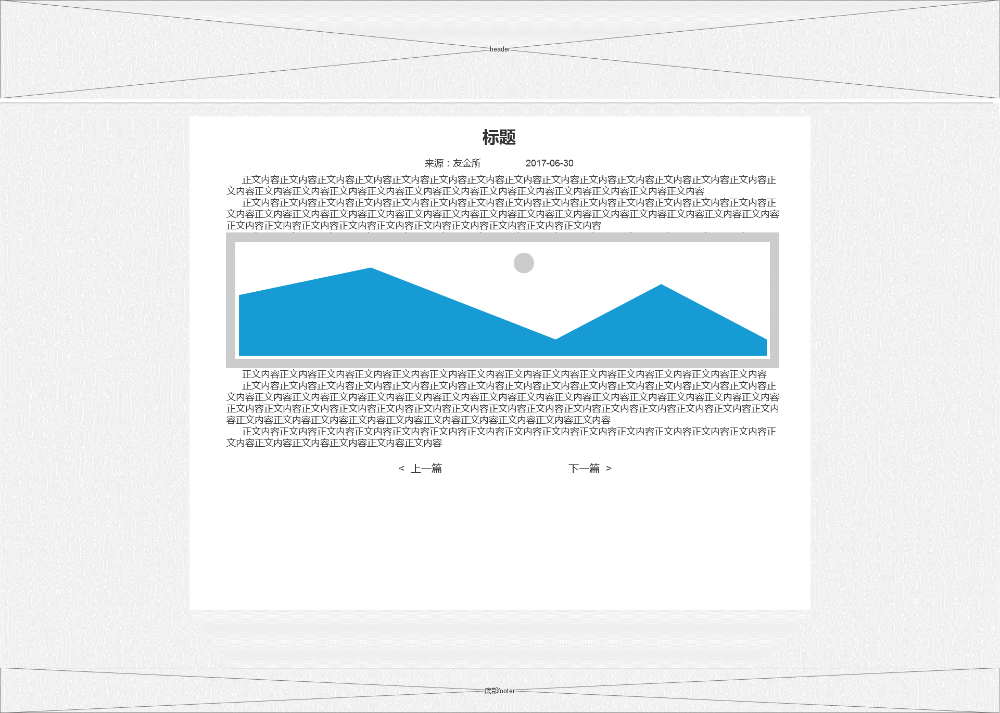 header
标题
来源：友金所 2017-06-30
正文内容正文内容正文内容正文内容正文内容正文内容正文内容正文内容正文内容正文内容正文内容正文内容正文内容正文内容正
文内容正文内容正文内容正文内容正文内容正文内容正文内容正文内容正文内容正文内容正文内容正文内容正文内容
正文内容正文内容正文内容正文内容正文内容正文内容正文内容正文内容正文内容正文内容正文内容正文内容正文内容正文内容正
文内容正文内容正文内容正文内容正文内容正文内容正文内容正文内容正文内容正文内容正文内容正文内容正文内容正文内容正文内容
正文内容正文内容正文内容正文内容正文内容正文内容正文内容正文内容正文内容正文内容
正文内容正文内容正文内容正文内容正文内容正文内容正文内容正文内容正文内容正文内容正文内容正文内容正文内容正文内容
正文内容正文内容正文内容正文内容正文内容正文内容正文内容正文内容正文内容正文内容正文内容正文内容正文内容正文内容正
文内容正文内容正文内容正文内容正文内容正文内容正文内容正文内容正文内容正文内容正文内容正文内容正文内容正文内容正文内容
正文内容正文内容正文内容正文内容正文内容正文内容正文内容正文内容正文内容正文内容正文内容正文内容正文内容正文内容正文内
容正文内容正文内容正文内容正文内容正文内容正文内容正文内容正文内容正文内容正文内容
正文内容正文内容正文内容正文内容正文内容正文内容正文内容正文内容正文内容正文内容正文内容正文内容正文内容正文内容正
文内容正文内容正文内容正文内容正文内容正文内容
< 上一篇 下一篇 >
底部footer